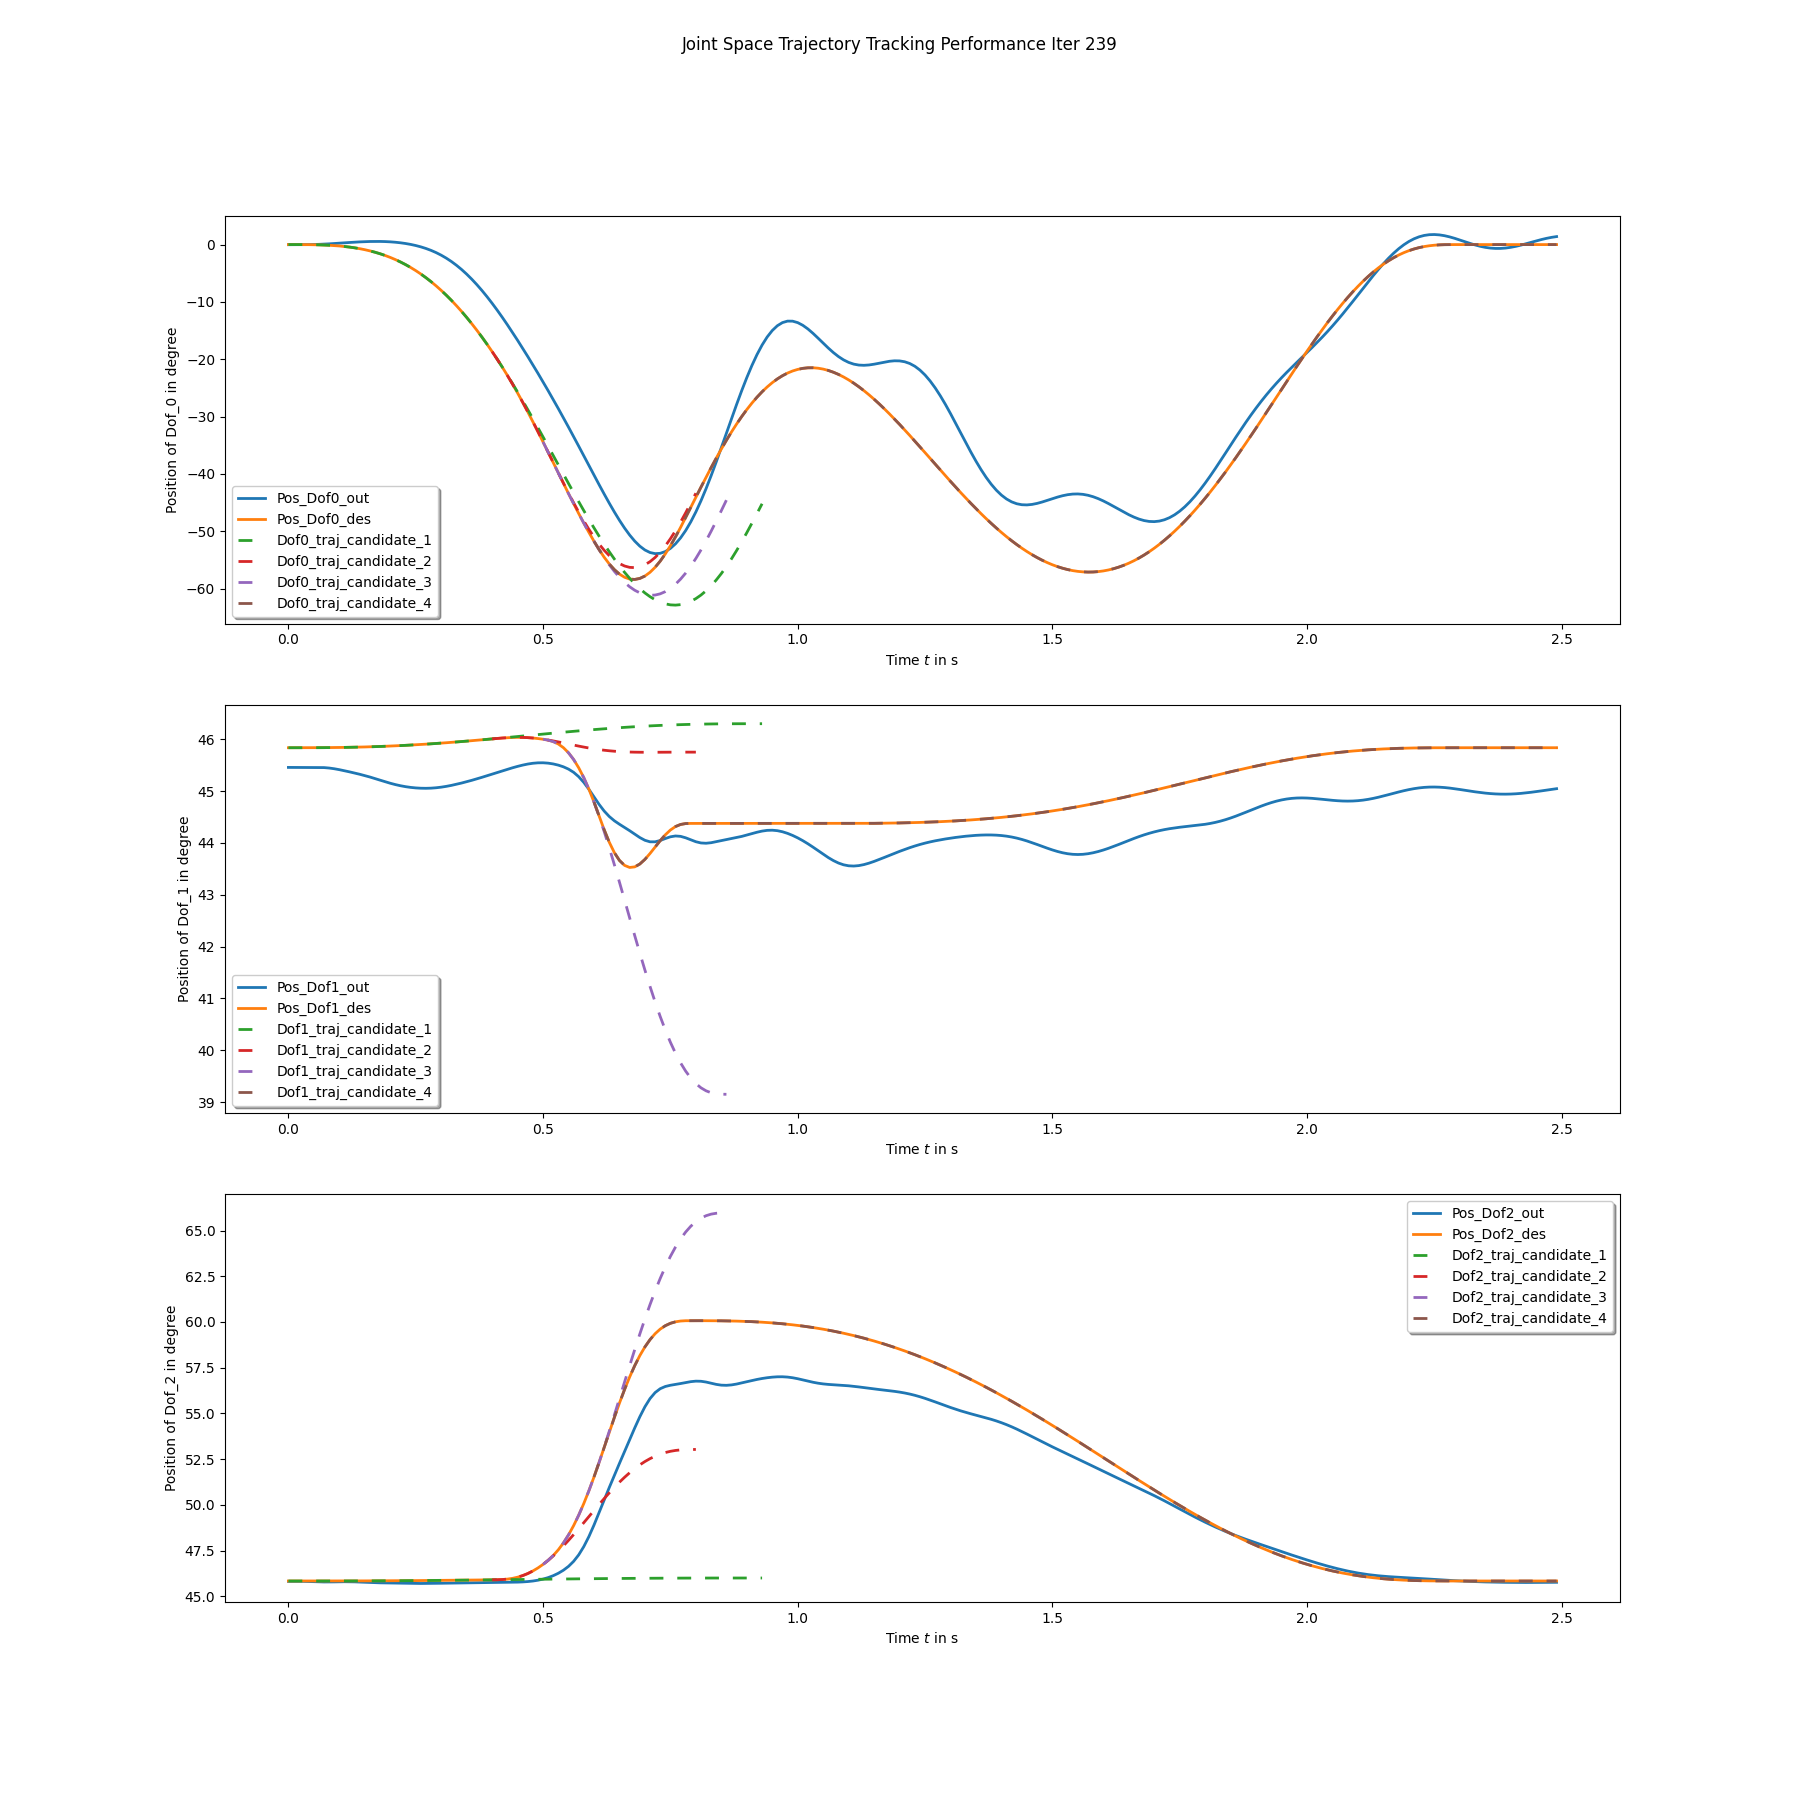 Joint Space Trajectory Tracking Performance Iter 239
Position of Dof_0 in degree
0
−10
−20
−30
−40
−50
−60
Pos_Dof0_out
Pos_Dof0_des
Dof0_traj_candidate_1
Dof0_traj_candidate_2
Dof0_traj_candidate_3
Dof0_traj_candidate_4
0.0 0.5 1.0 1.5 2.0 2.5
Time t in s
Position of Dof_1 in degree
46
45
44
43
42
41
40
39
Pos_Dof1_out
Pos_Dof1_des
Dof1_traj_candidate_1
Dof1_traj_candidate_2
Dof1_traj_candidate_3
Dof1_traj_candidate_4
0.0 0.5 1.0 1.5 2.0 2.5
Time t in s
Position of Dof_2 in degree
65.0
62.5
60.0
57.5
55.0
52.5
50.0
47.5
45.0
Pos_Dof2_out
Pos_Dof2_des
Dof2_traj_candidate_1
Dof2_traj_candidate_2
Dof2_traj_candidate_3
Dof2_traj_candidate_4
0.0 0.5 1.0 1.5 2.0 2.5
Time t in s